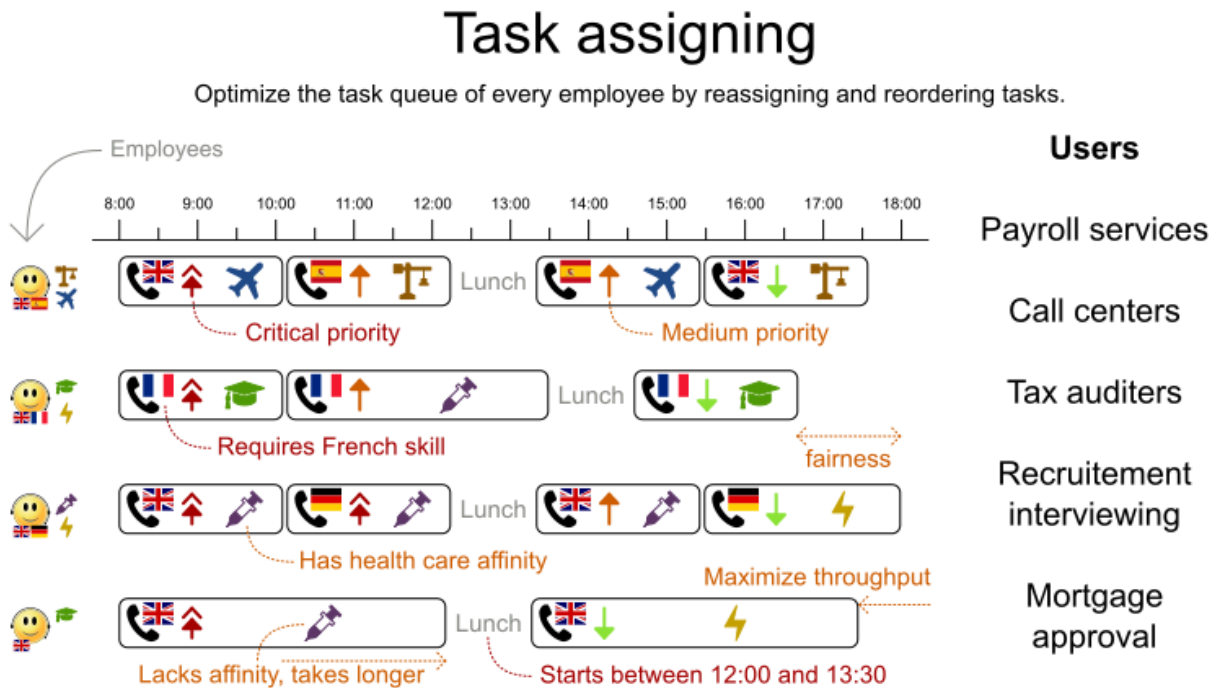 Task assigning
Optimize the task queue of every employee by reassigning and reordering tasks.
Employees
Users
8:00 9:00 10:00 11:00 12:00 13:00 14:00 15:00 16:00 17:00 18:00
Payroll services
Lunch
Call centers
Critical priority
Medium priority
Lunch
Tax auditers
Requires French skill
fairness
Recruitement
interviewing
Lunch
Has health care affinity
Maximize throughput
Mortgage
approval
Lunch
Lacks affinity, takes longer
Starts between 12:00 and 13:30